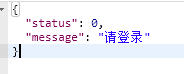 {
"status": 0,
"message": "请登录"
}